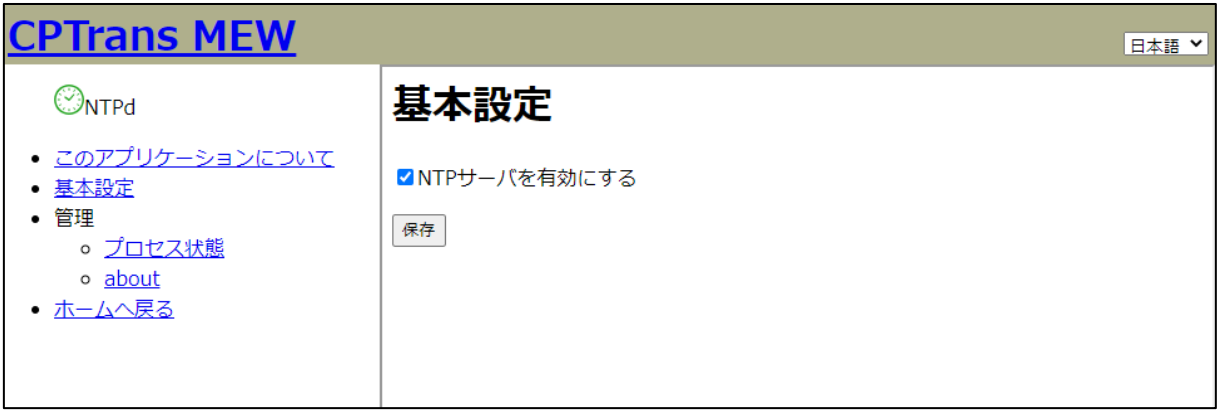 CPTrans MEW
日本語
NTPd
このアプリケーションについて
基本設定
管理
プロセス状態
about
ホームへ戻る
基本設定
NTPサーバを有効にする
保存